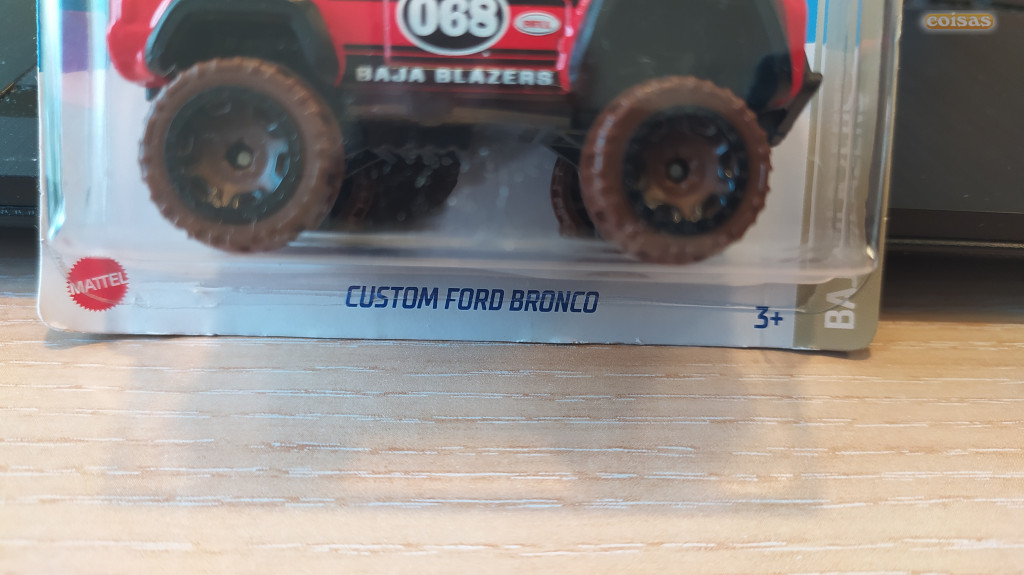 coisas
068
BAJA BLAZERS
MATTEL
CUSTOM FORD BRONCO
3+
BA